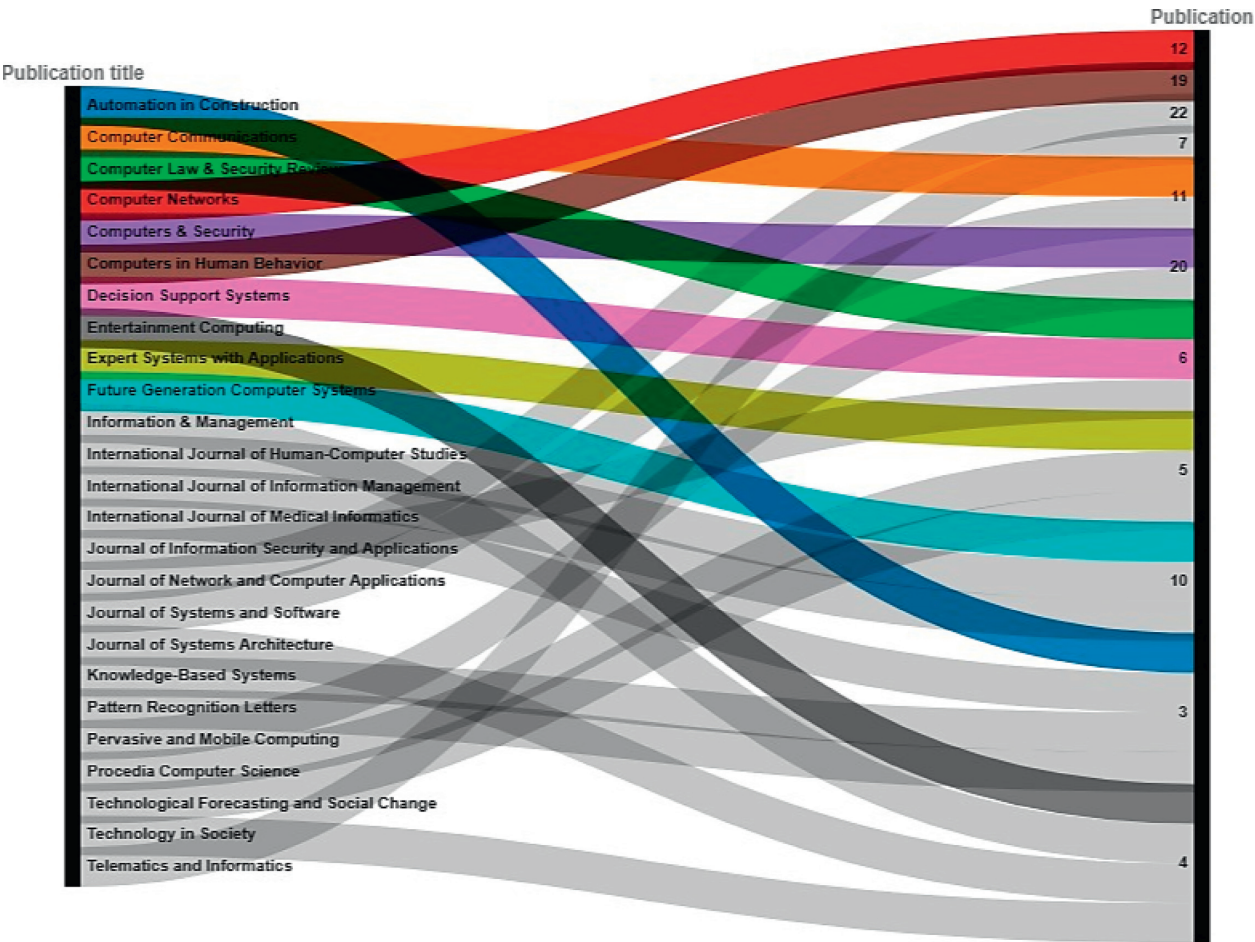 Publication title
Automation in Construction
Computer Communications
Computer Law & Security Review
Computer Networks
Computers & Security
Computers in Human Behavior
Decision Support Systems
Entertainment Computing
Expert Systems with Applications
Future Generation Computer Systems
Information & Management
International Journal of Human-Computer Studies
International Journal of Information Management
International Journal of Medical Informatics
Journal of Information Security and Applications
Journal of Network and Computer Applications
Journal of Systems and Software
Journal of Systems Architecture
Knowledge-Based Systems
Pattern Recognition Letters
Pervasive and Mobile Computing
Procedia Computer Science
Technological Forecasting and Social Change
Technology in Society
Telematics and Informatics
Publication
12
19
22
7
11
20
6
5
10
3
4